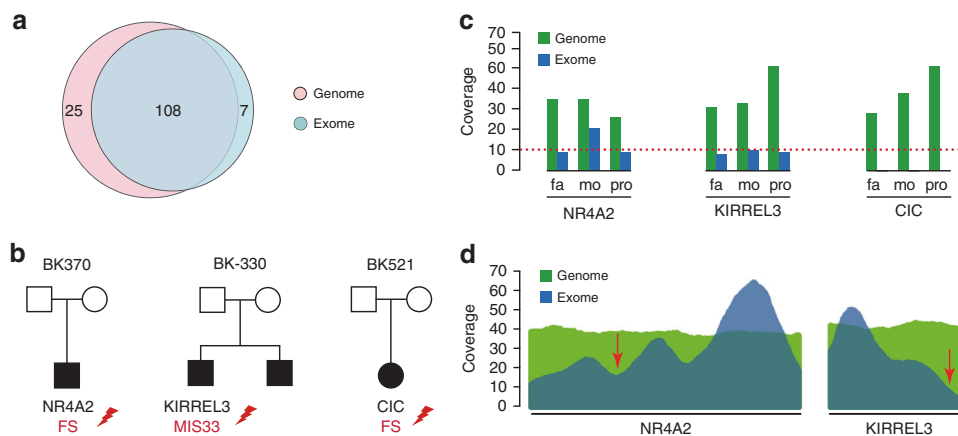 a
25
108
7
Genome
Exome
b
BK370
BK-330
BK521
NR4A2
FS
KIRREL3
MIS33
CIC
FS
c
Genome
Exome
Coverage
70
60
50
40
30
20
10
0
fa mo pro
fa mo pro
fa mo pro
NR4A2
KIRREL3
CIC
d
Genome
Exome
Coverage
70
60
50
40
30
20
10
0
NR4A2
KIRREL3